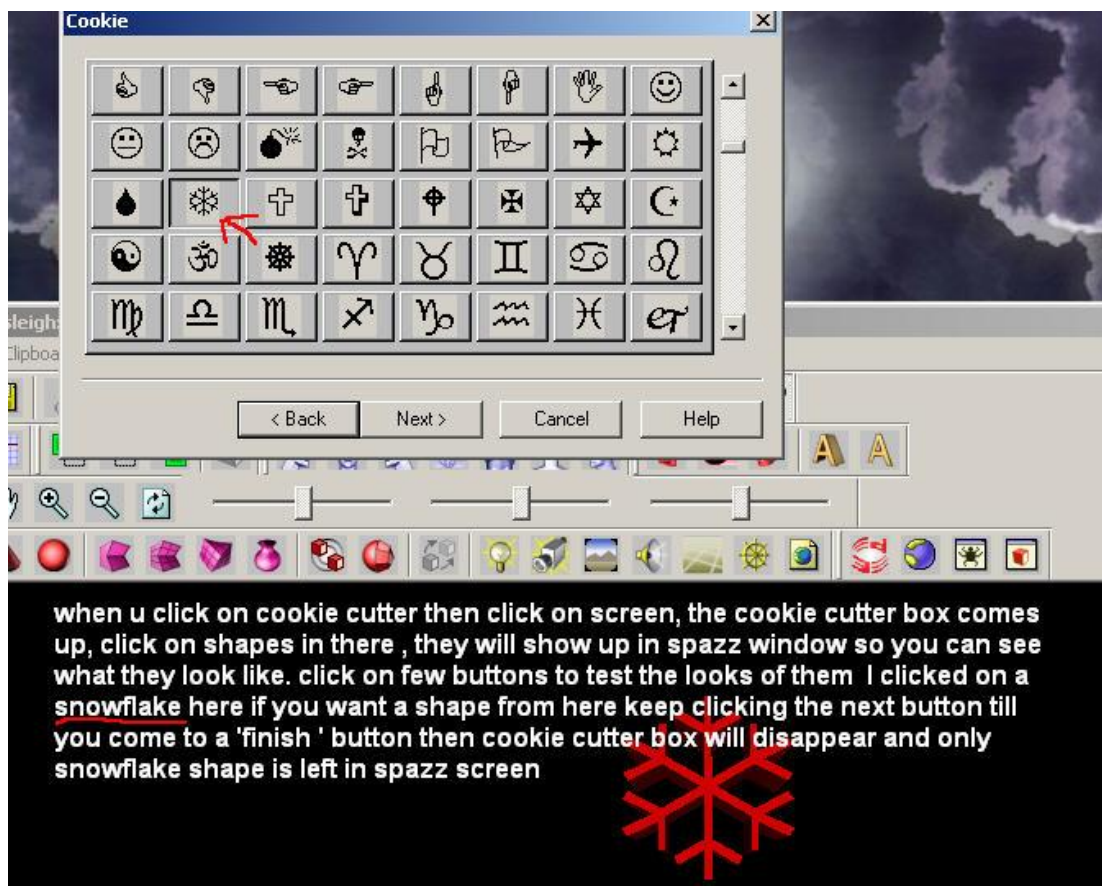 Cookie
sleigh
Clipboa
< Back Next > Cancel Help
when u click on cookie cutter then click on screen, the cookie cutter box comes
up, click on shapes in there , they will show up in spazz window so you can see
what they look like. click on few buttons to test the looks of them I clicked on a
snowflake here if you want a shape from here keep clicking the next button till
you come to a 'finish ' button then cookie cutter box will disappear and only
snowflake shape is left in spazz screen